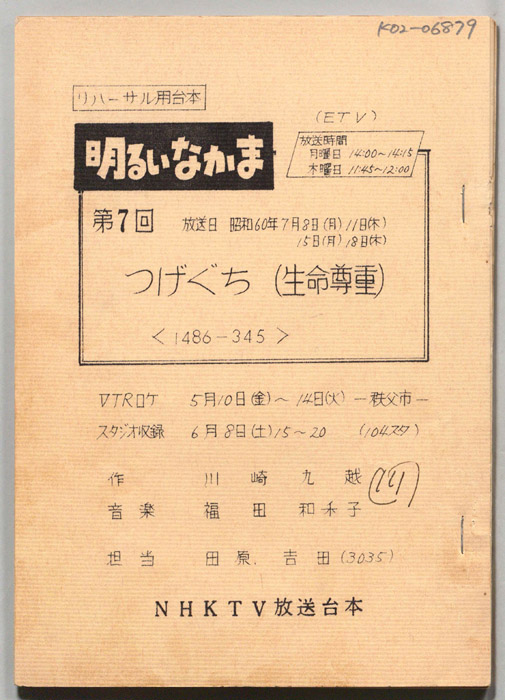 K02-06879
リハーサル用台本
(ETV)
明るいなかま
放送時間
月曜日 14:00〜14:15
木曜日 11:45〜12:00
第7回 放送日 昭和60年7月8日(月)11日(木)
15日(月)18日(木)
つげぐち(生命尊重)
<1486-345>
VTRロケ 5月10日(金)〜14日(火) ー秩父市ー
スタジオ収録 6月8日(土)15〜20 (104スタ)
作 川崎九越
音楽 福田和禾子
担当 田原、吉田(3035)
NHKTV放送台本